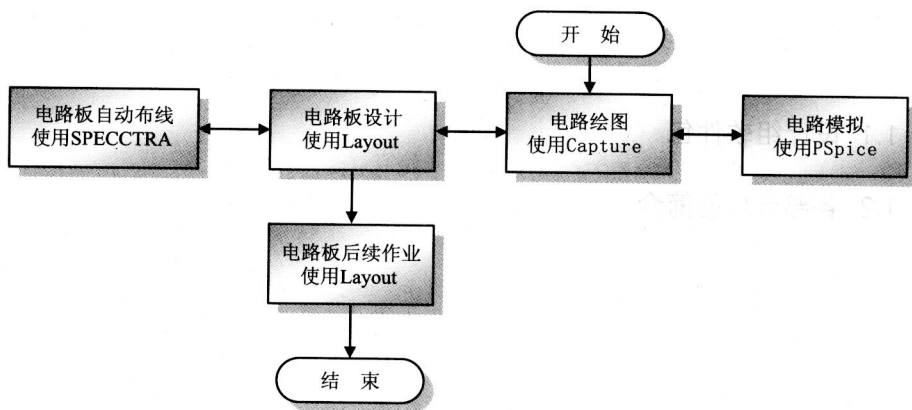 开 始
电路板自动布线
使用SPECCTRA
电路板设计
使用Layout
电路绘图
使用Capture
电路模拟
使用PSpice
电路板后续作业
使用Layout
结 束